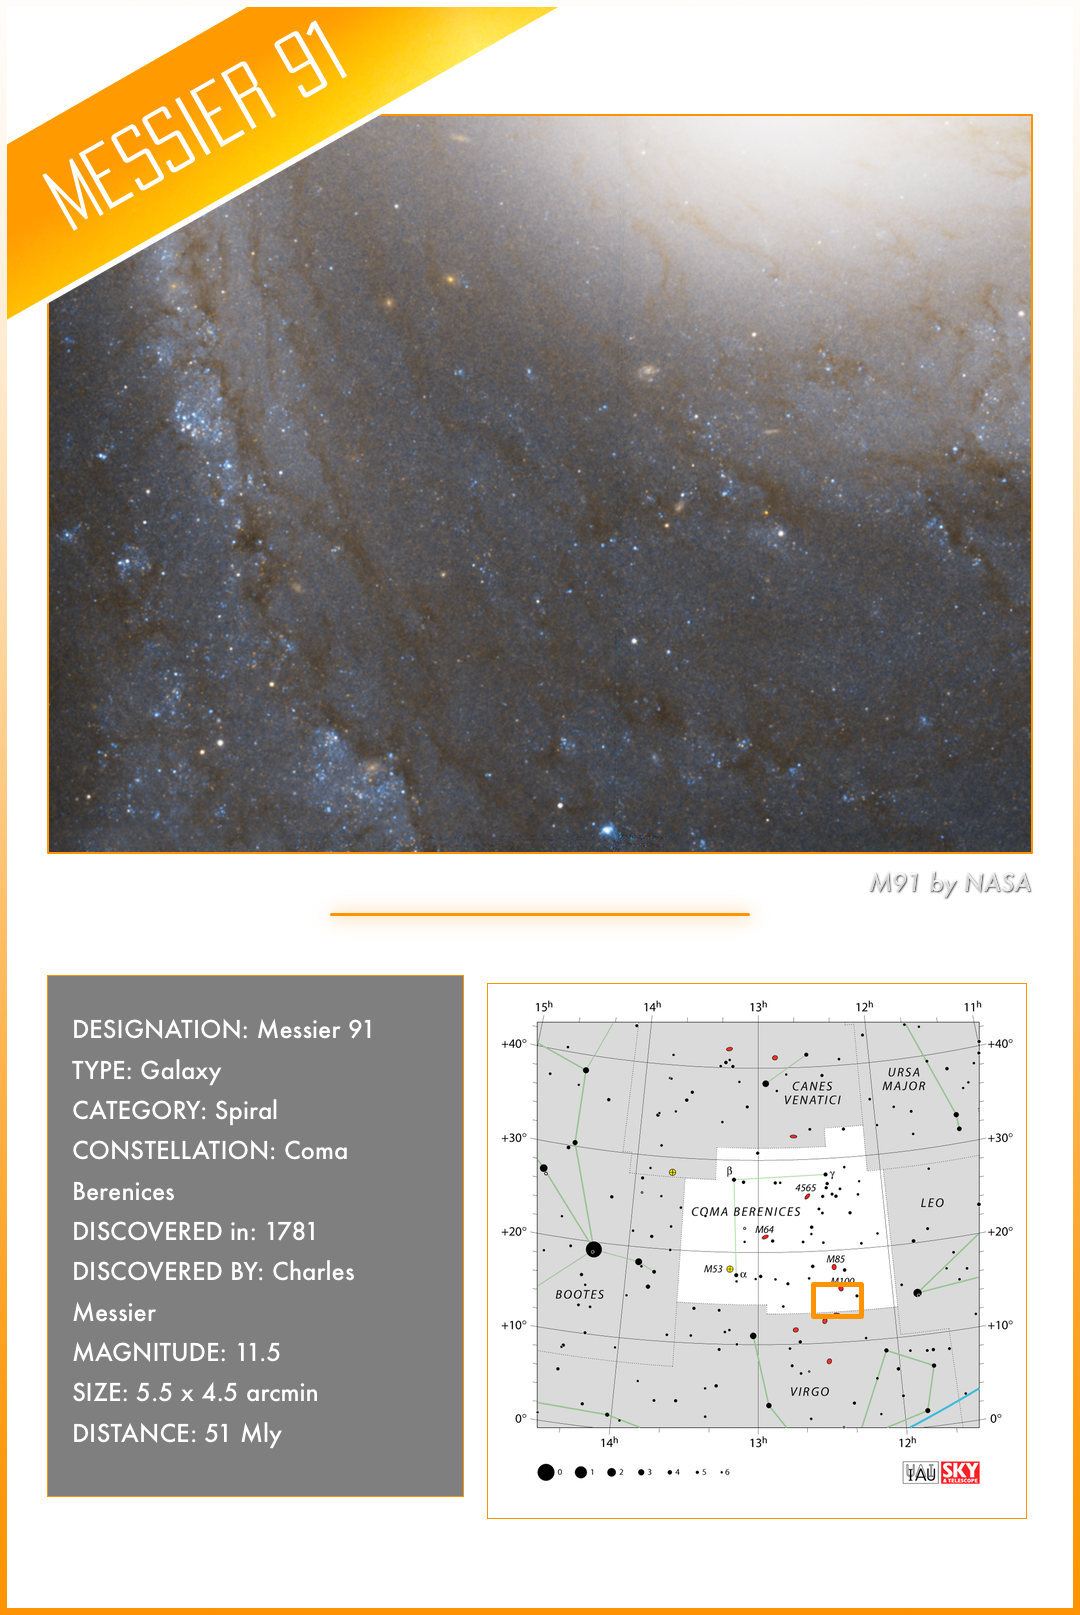 MESSIER 91
M91 by NASA
DESIGNATION: Messier 91
TYPE: Galaxy
CATEGORY: Spiral
CONSTELLATION: Coma
Berenices
DISCOVERED in: 1781
DISCOVERED BY: Charles
Messier
MAGNITUDE: 11.5
SIZE: 5.5 x 4.5 arcmin
DISTANCE: 51 Mly
15h 14h 13h 12h 11h
+40° +40°
URSA
MAJOR
CANES
VENATICI
+30° +30°
β γ
4565
LEO
COMA BERENICES
M64
+20° +20°
M85
M53 α
M100
BOOTES
+10° +10°
VIRGO
0° 0°
14h 13h 12h
0 1 2 3 4 5 6
IAU SKY
& TELESCOPE